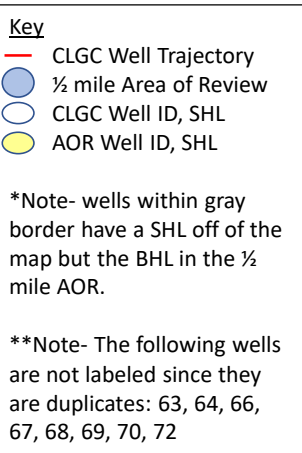 Key
CLGC Well Trajectory
½ mile Area of Review
CLGC Well ID, SHL
AOR Well ID, SHL
*Note- wells within gray
border have a SHL off of the
map but the BHL in the ½
mile AOR.
**Note- The following wells
are not labeled since they
are duplicates: 63, 64, 66,
67, 68, 69, 70, 72